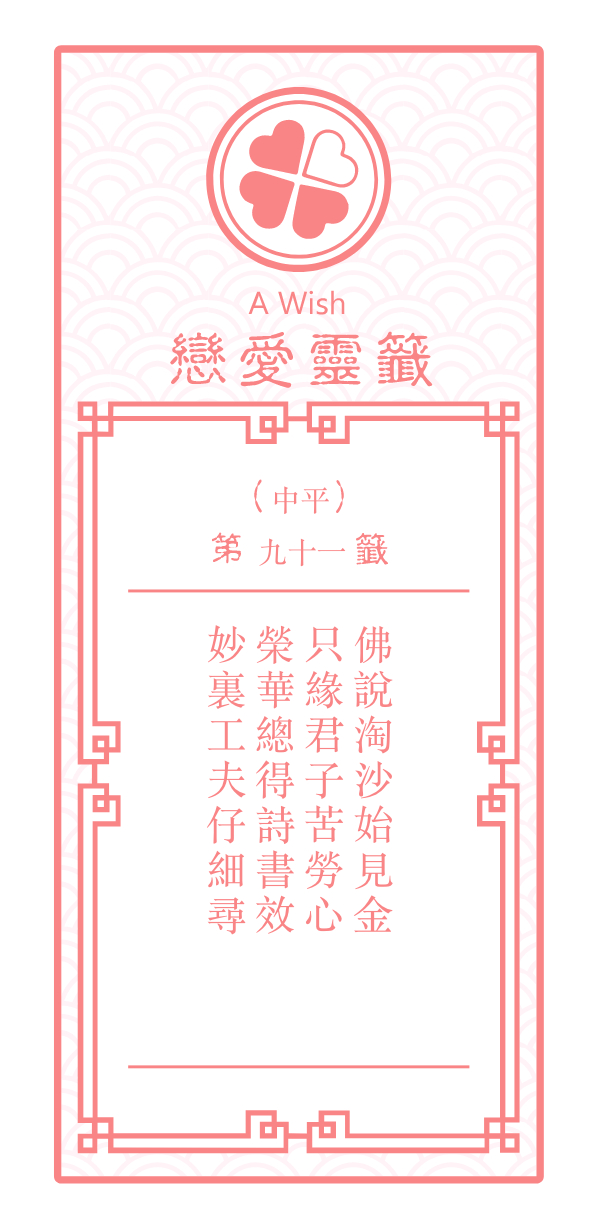 A Wish
戀愛靈籤
（中平）
第 九十一 籤
佛說淘沙始見金
只緣君子苦勞心
榮華總得詩書效
妙裏工夫仔細尋